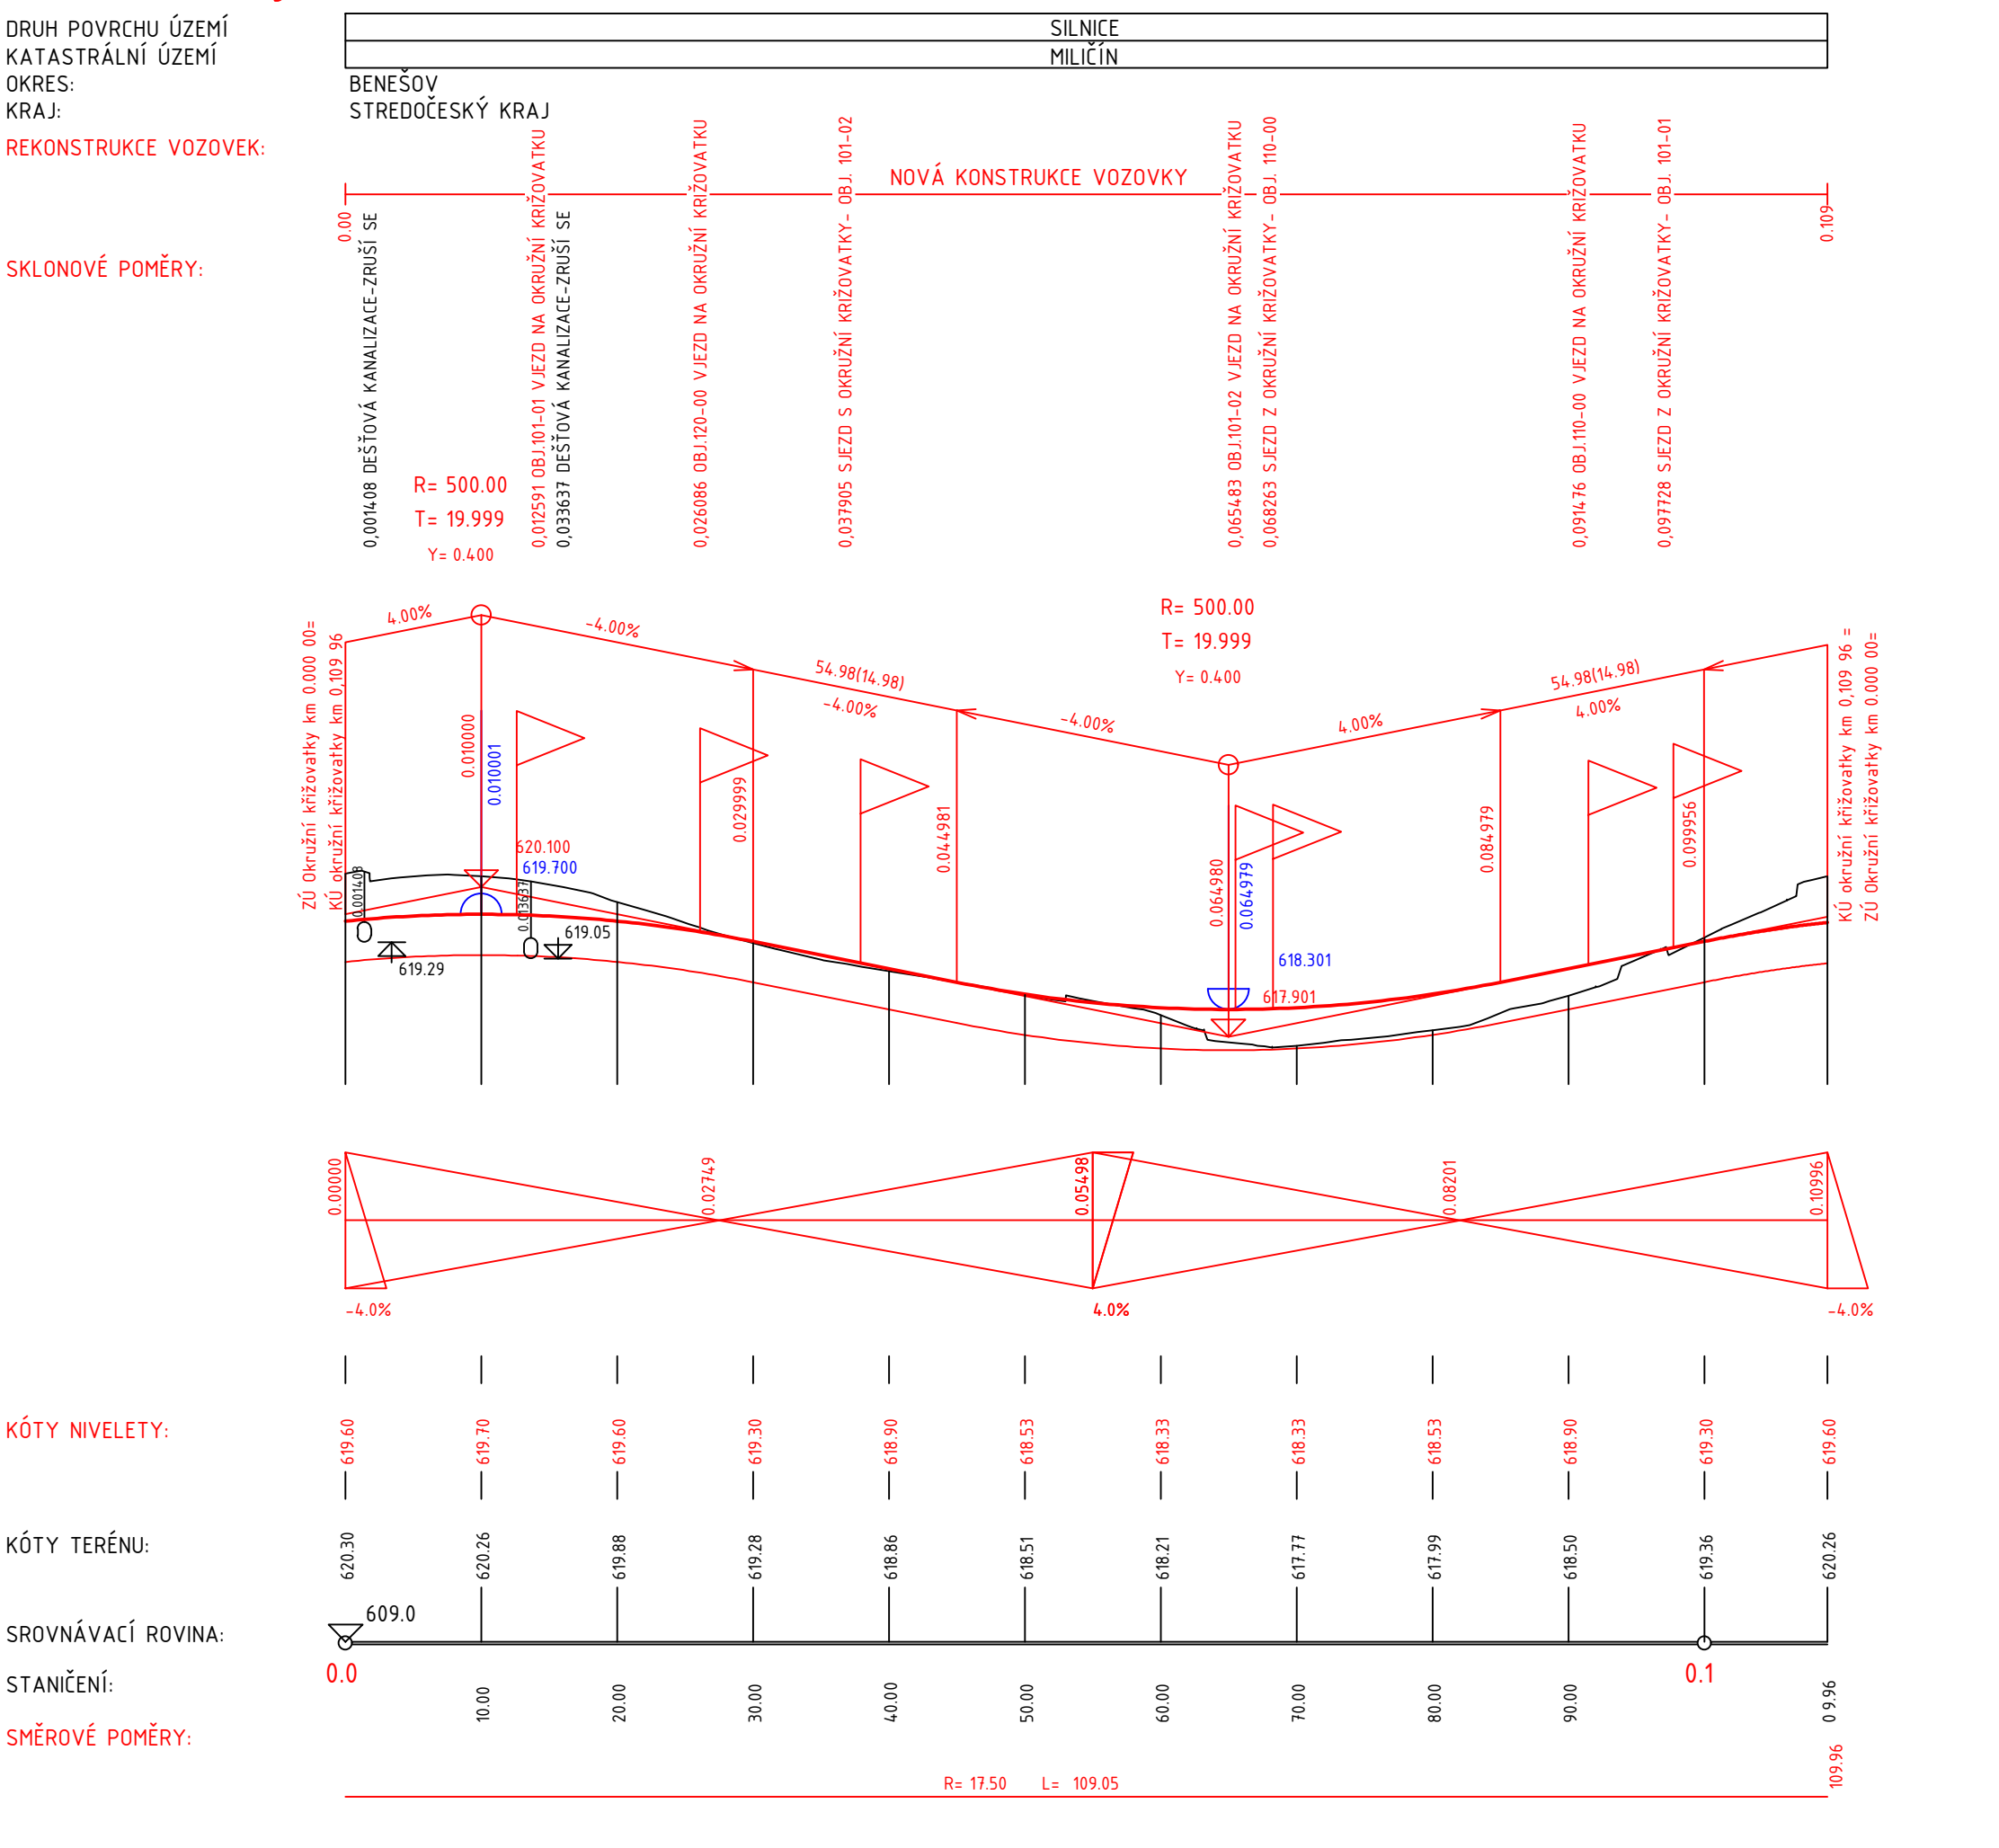 DRUH POVRCHU ÚZEMÍ
SILNICE
KATASTRÁLNÍ ÚZEMÍ
MILIČÍN
OKRES:
BENEŠOV
KRAJ:
STREDOČESKÝ KRAJ
REKONSTRUKCE VOZOVEK:
NOVÁ KONSTRUKCE VOZOVKY
0.00
0.109
SKLONOVÉ POMĚRY:
0,001408 DEŠŤOVÁ KANALIZACE-ZRUŠÍ SE
0,012591 OBJ.101-01 VJEZD NA OKRUŽNÍ KRIŽOVATKU
0,033637 DEŠŤOVÁ KANALIZACE-ZRUŠÍ SE
0,026086 OBJ.120-00 VJEZD NA OKRUŽNÍ KRIŽOVATKU
0,037905 SJEZD S OKRUŽNÍ KRIŽOVATKY- OBJ. 101-02
0,065483 OBJ.101-02 VJEZD NA OKRUŽNÍ KRIŽOVATKU
0,068263 SJEZD Z OKRUŽNÍ KRIŽOVATKY- OBJ. 110-00
0,091476 OBJ.110-00 VJEZD NA OKRUŽNÍ KRIŽOVATKU
0,097728 SJEZD Z OKRUŽNÍ KRIŽOVATKY- OBJ. 101-01
R= 500.00
T= 19.999
Y= 0.400
R= 500.00
T= 19.999
Y= 0.400
ZÚ Okružní křižovatky km 0.000 00=
KÚ okružní křižovatky km 0,109 96
4.00%
-4.00%
54.98(14.98)
-4.00%
-4.00%
4.00%
54.98(14.98)
4.00%
KÚ okružní křižovatky km 0,109 96 =
ZÚ Okružní křižovatky km 0.000 00=
0.010000
0.010001
0.029999
0.044981
0.064980
0.064979
0.084979
0.099956
620.100
619.700
0.001408
0.013637
619.05
619.29
618.301
617.901
0.00000
0.02749
0.05498
0.08201
0.10996
-4.0%
4.0%
-4.0%
KÓTY NIVELETY:
619.60
619.70
619.60
619.30
618.90
618.53
618.33
618.33
618.53
618.90
619.30
619.60
KÓTY TERÉNU:
620.30
620.26
619.88
619.28
618.86
618.51
618.21
617.77
617.99
618.50
619.36
620.26
SROVNÁVACÍ ROVINA:
609.0
0.0
0.1
STANIČENÍ:
10.00
20.00
30.00
40.00
50.00
60.00
70.00
80.00
90.00
0 9.96
SMĚROVÉ POMĚRY:
R= 17.50 L= 109.05
109.96